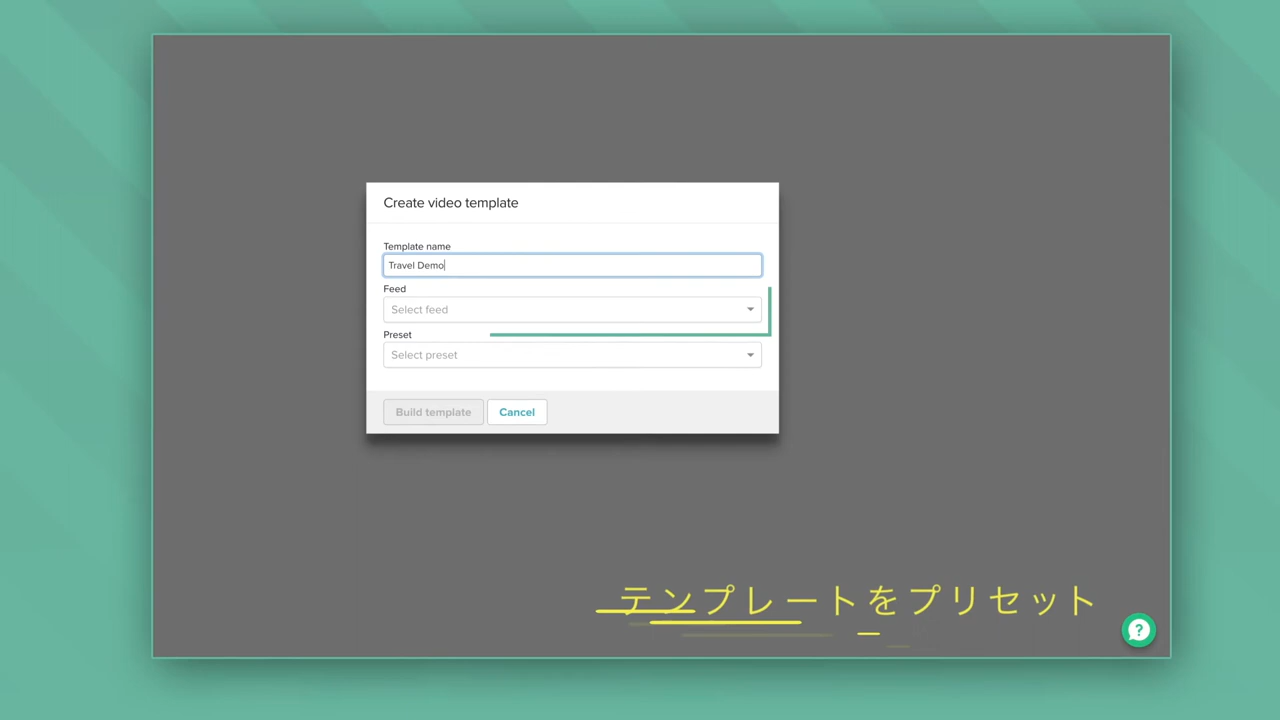 Create video template
Template name
Travel Demo
Feed
Select feed
Preset
Select preset
Build template Cancel
テンプレートをプリセット
?